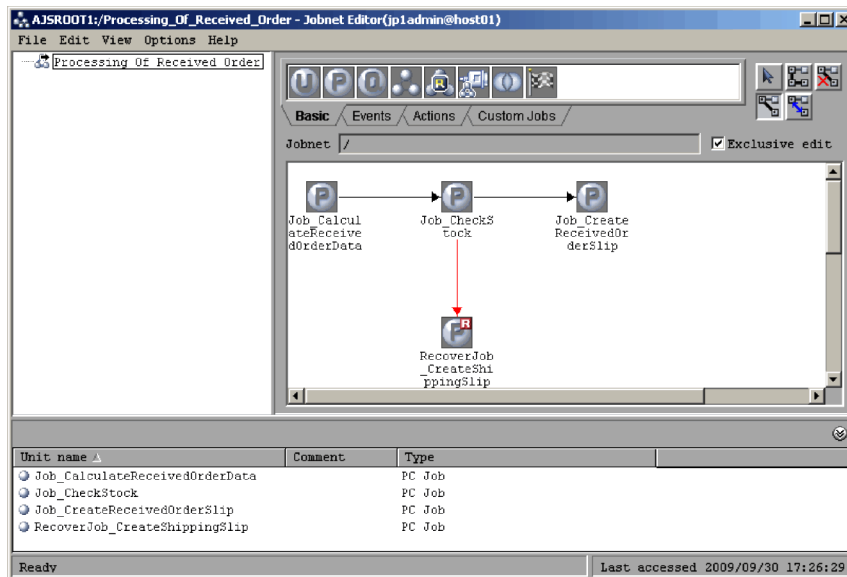 AJSROOT1:/Processing_Of_Received_Order - Jobnet Editor(jp1admin@host01)
File Edit View Options Help
Processing Of Received Order
U P Q R
Basic Events Actions Custom Jobs
Jobnet / Exclusive edit
P P P
Job_Calcul
ateReceive
dOrderData
Job_CheckS
tock
Job_Create
ReceivedOr
derSlip
P R
RecoverJob
_CreateShi
ppingSlip
Unit name Comment Type
Job_CalculateReceivedOrderData PC Job
Job_CheckStock PC Job
Job_CreateReceivedOrderSlip PC Job
RecoverJob_CreateShippingSlip PC Job
Ready Last accessed 2009/09/30 17:26:29